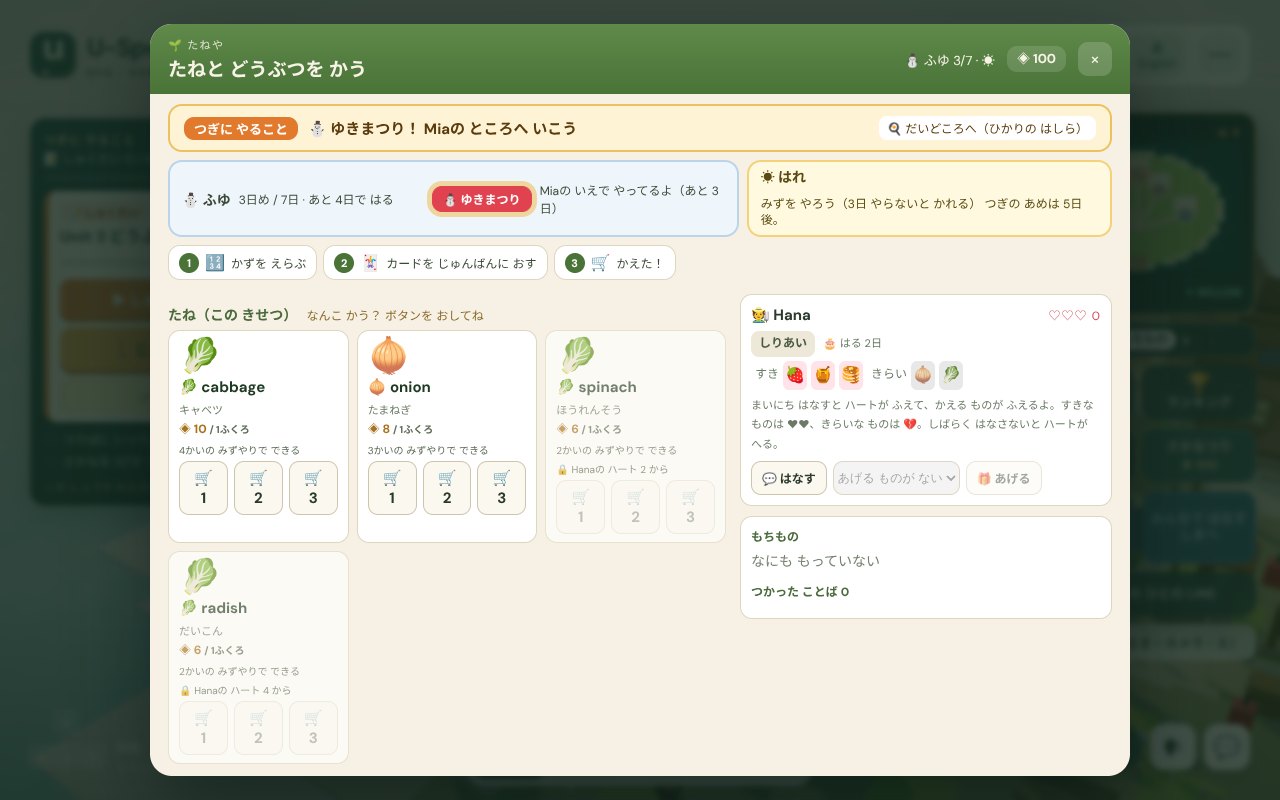 たねや
たねと どうぶつを かう
ふゆ 3/7 · ☀
◈ 100
×
つぎに やること
ゆきまつり！ Miaの ところへ いこう
だいどころへ（ひかりの はしら）
ふゆ 3日め / 7日 · あと 4日で はる
ゆきまつり
Miaの いえで やってるよ（あと 3
日）
はれ
みずを やろう（3日 やらないと かれる） つぎの あめは 5日
後。
1 かずを えらぶ
2 カードを じゅんばんに おす
3 かえた！
たね（この きせつ） なんこ かう？ ボタンを おしてね
cabbage
キャベツ
◈ 10 / 1ふくろ
4かいの みずやりで できる
1 2 3
onion
たまねぎ
◈ 8 / 1ふくろ
3かいの みずやりで できる
1 2 3
spinach
ほうれんそう
◈ 6 / 1ふくろ
2かいの みずやりで できる
Hanaの ハート 2 から
1 2 3
radish
だいこん
◈ 6 / 1ふくろ
2かいの みずやりで できる
Hanaの ハート 4 から
1 2 3
Hana
♡♡♡ 0
しりあい
はる 2日
すき
きらい
まいにち はなすと ハートが ふえて、かえる ものが ふえるよ。すきな
ものは ❤❤、きらいな ものは 💔。しばらく はなさないと ハートが
へる。
はなす
あげる ものが ない
あげる
もちもの
なにも もっていない
つかった ことば 0